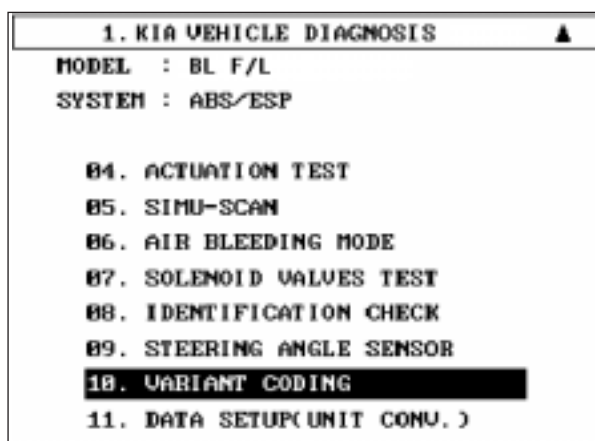 1. KIA VEHICLE DIAGNOSIS ▲
MODEL : BL F/L
SYSTEM : ABS/ESP
04. ACTUATION TEST
05. SIMU-SCAN
06. AIR BLEEDING MODE
07. SOLENOID VALVES TEST
08. IDENTIFICATION CHECK
09. STEERING ANGLE SENSOR
10. VARIANT CODING
11. DATA SETUP(UNIT CONV.)